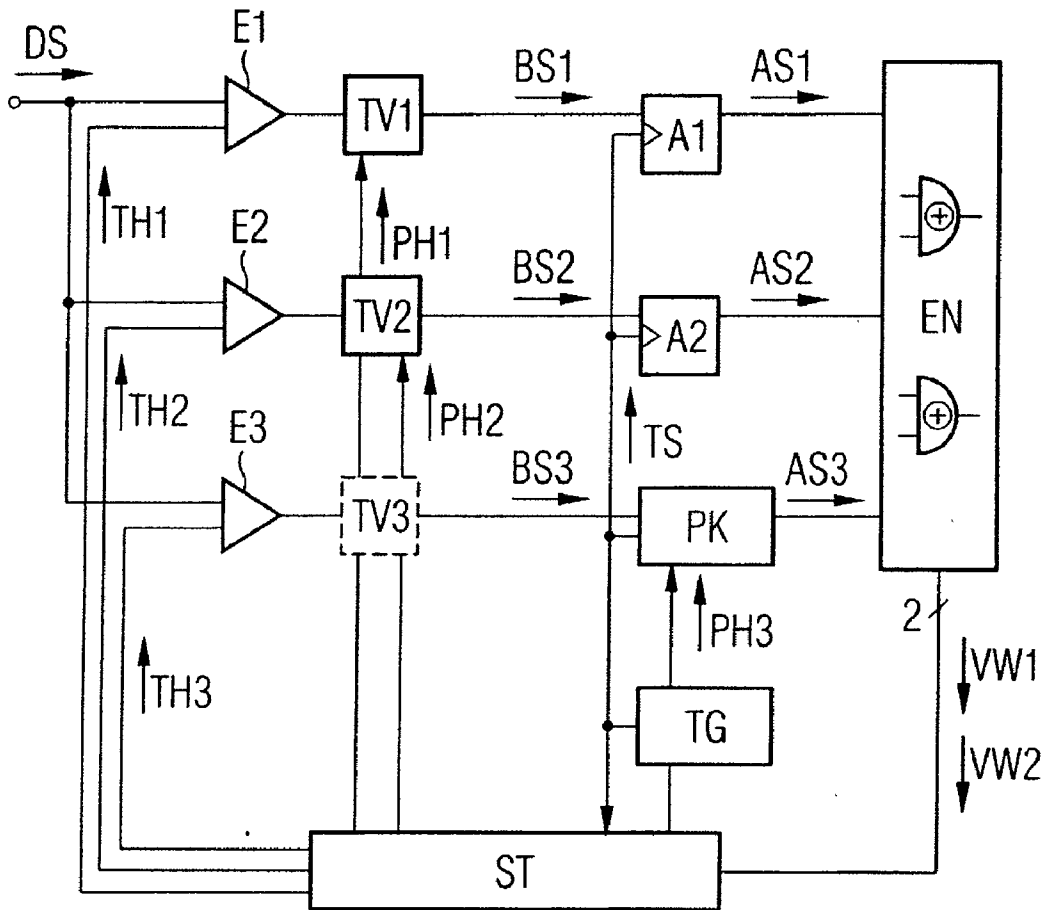 DS
E1
TV1
BS1
A1
AS1
TH1
PH1
E2
TV2
BS2
A2
AS2
EN
TH2
PH2
E3
TV3
BS3
TS
AS3
PK
TH3
PH3
2
VW1
TG
VW2
ST